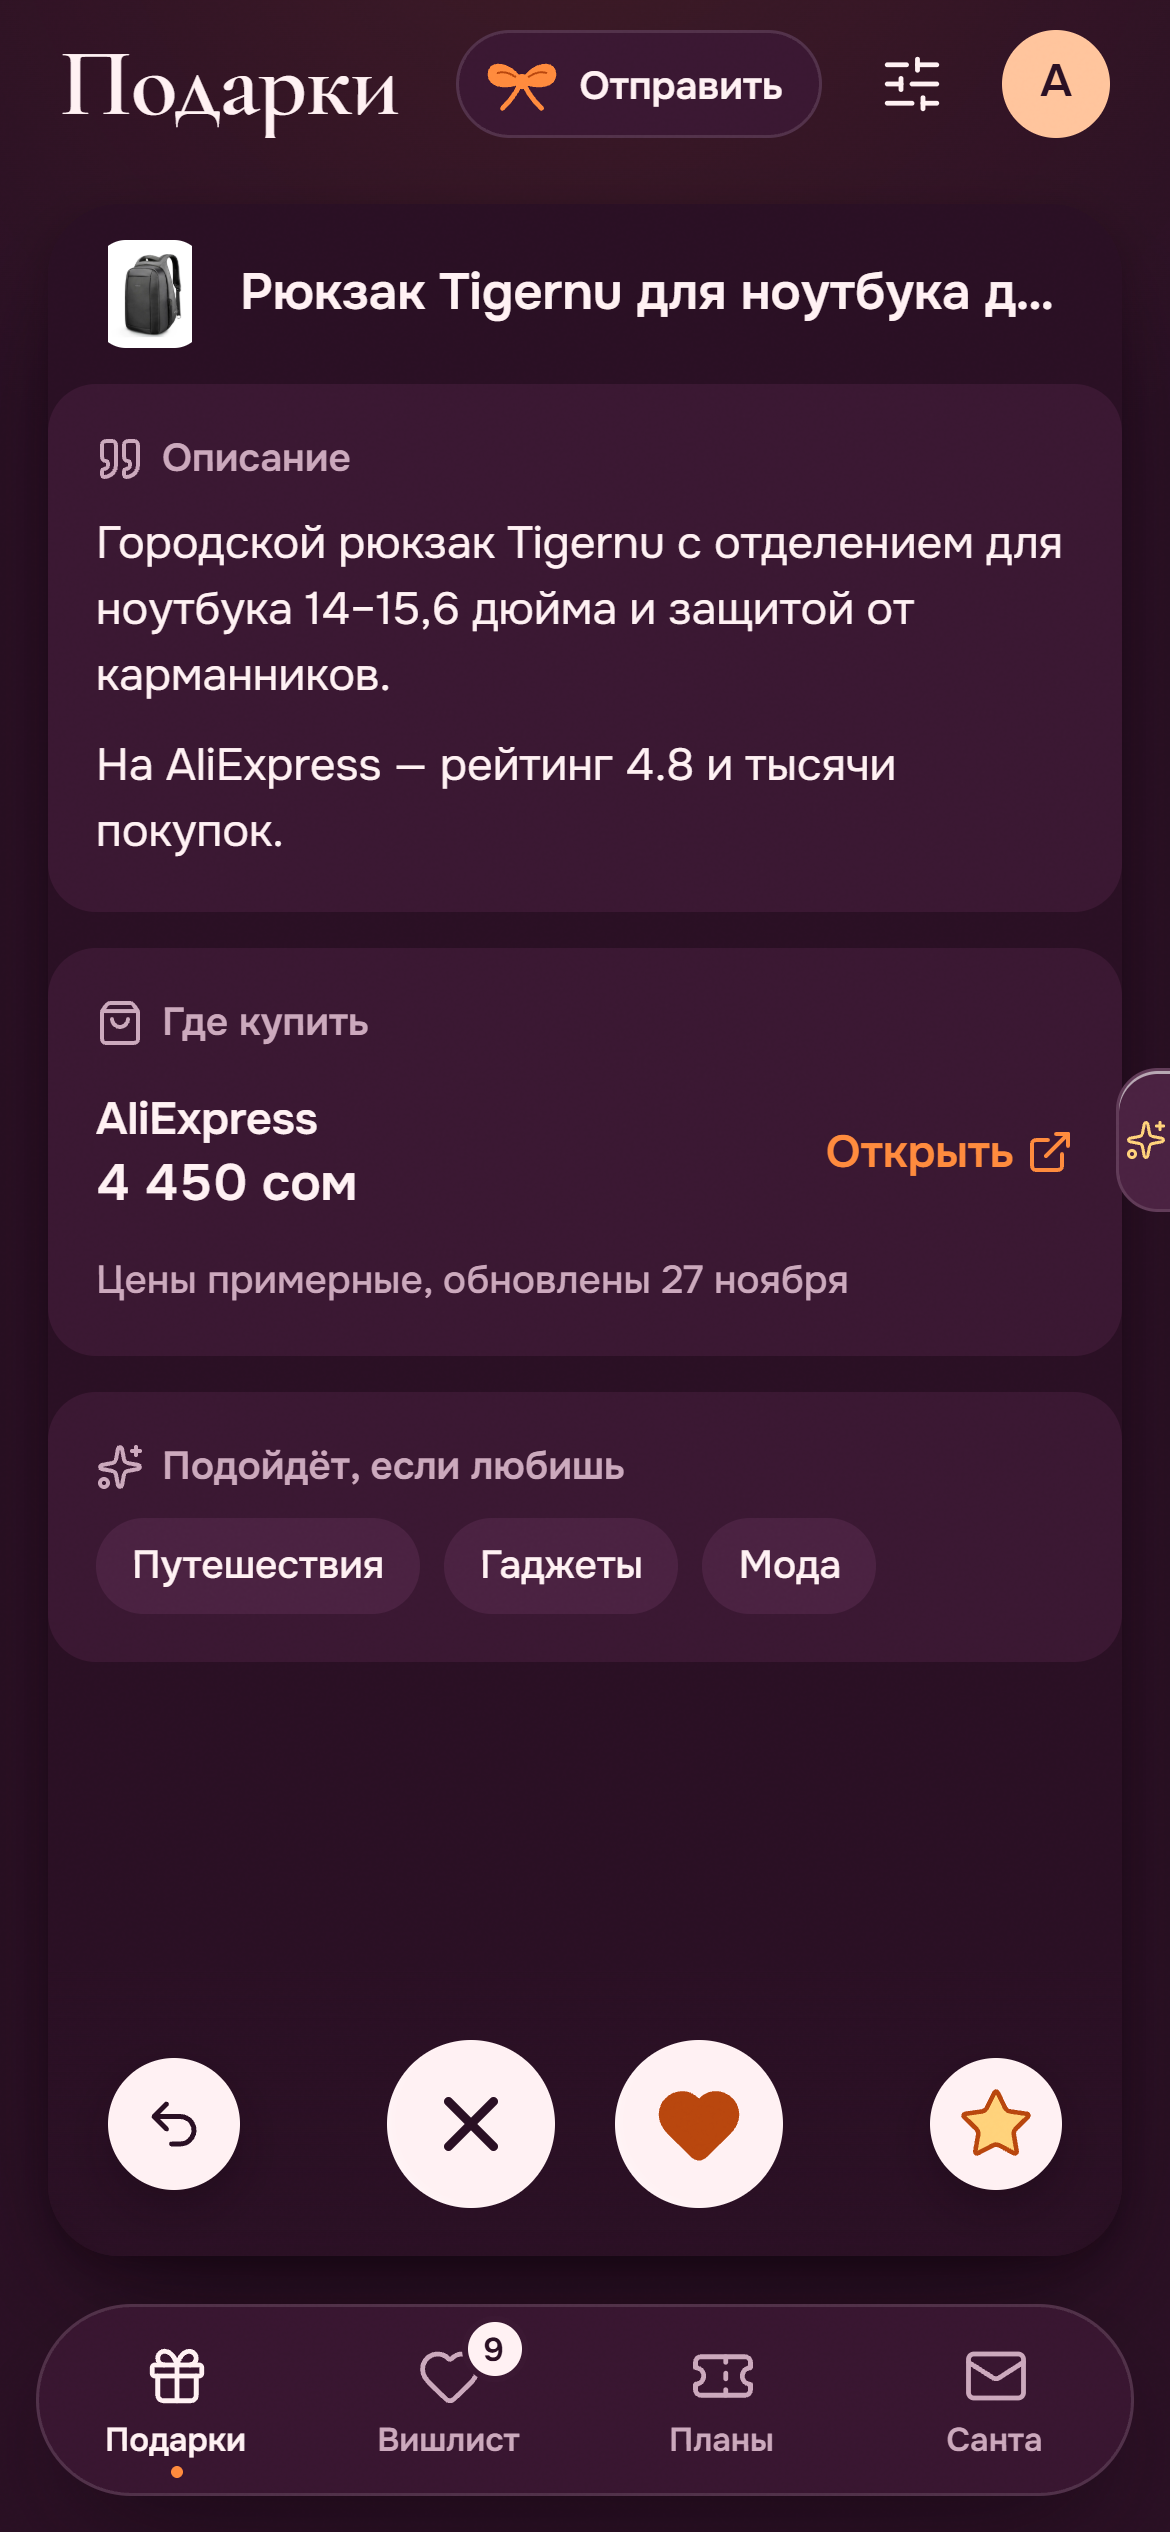 Подарки
Отправить
A
Рюкзак Tigernu для ноутбука д...
Описание
Городской рюкзак Tigernu с отделением для
ноутбука 14–15,6 дюйма и защитой от
карманников.
На AliExpress — рейтинг 4.8 и тысячи
покупок.
Где купить
AliExpress
4 450 сом
Открыть
Цены примерные, обновлены 27 ноября
Подойдёт, если любишь
Путешествия
Гаджеты
Мода
9
Подарки
Вишлист
Планы
Санта